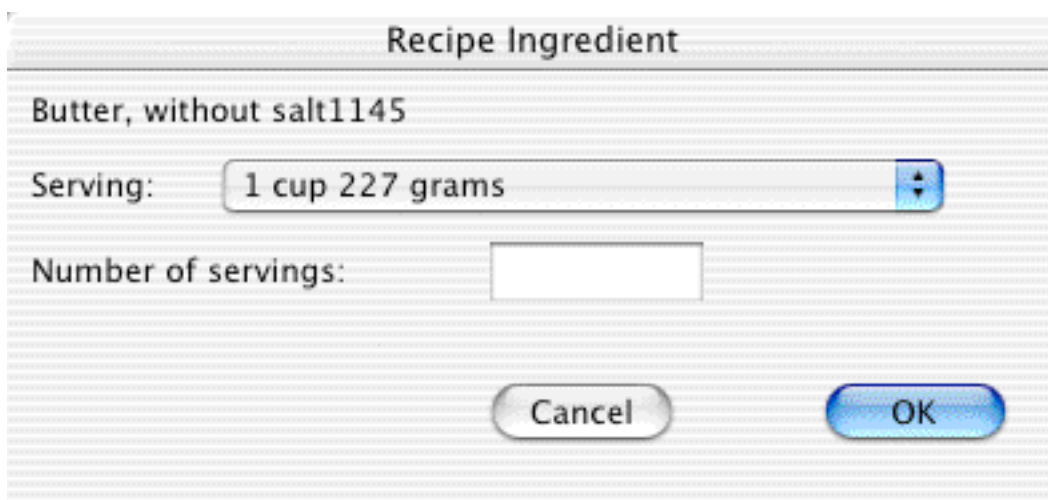 Recipe Ingredient
Butter, without salt1145
Serving: 1 cup 227 grams
Number of servings:
Cancel OK